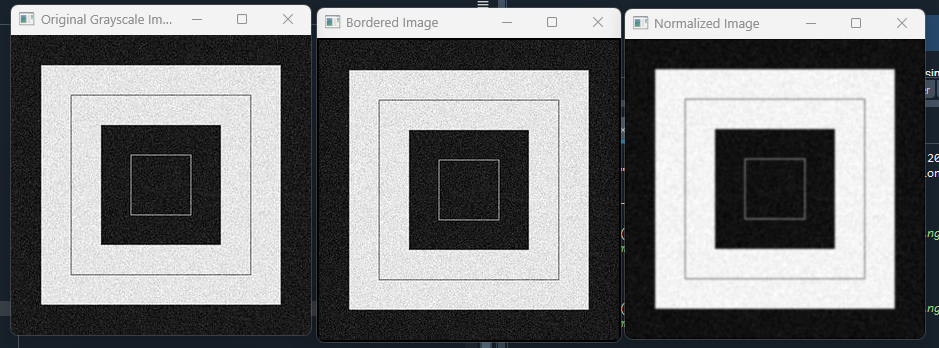 Original Grayscale Im...
Bordered Image
Normalized Image